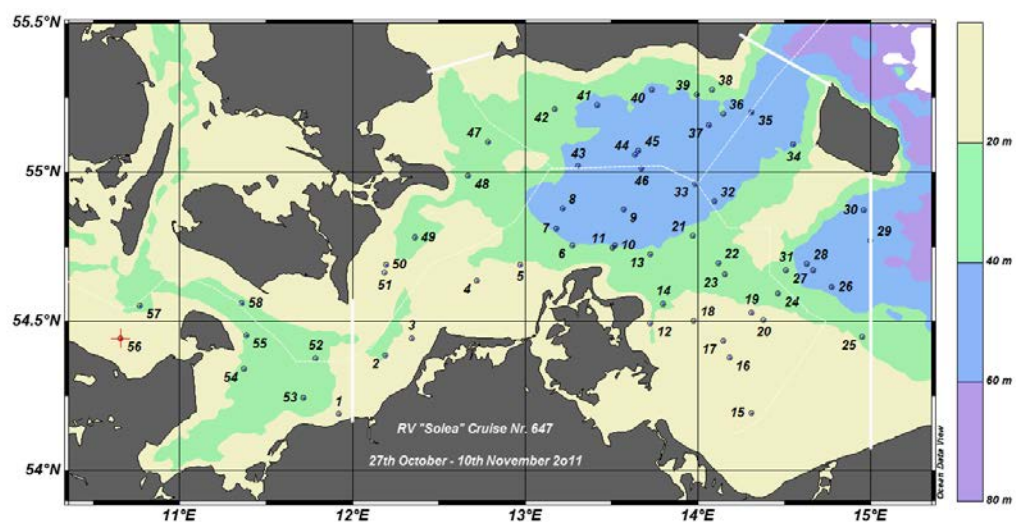 55.5°N
20 m
39 38
41 40
42 36
37 35
47
44 45
34
55°N
43
46
48 33 32
8
30
9
7 21 29
49 11 10
6 22 31 28
50 5 13
51 23 27 26
4 14 19 24
40 m
58
57 18
54.5°N
3 12 20
56 55 52 17 25
2 16
60 m
54
53 1 15
RV "Solea" Cruise Nr. 647
27th October - 10th November 2o11
54°N
Ocean Data View
80 m
11°E 12°E 13°E 14°E 15°E